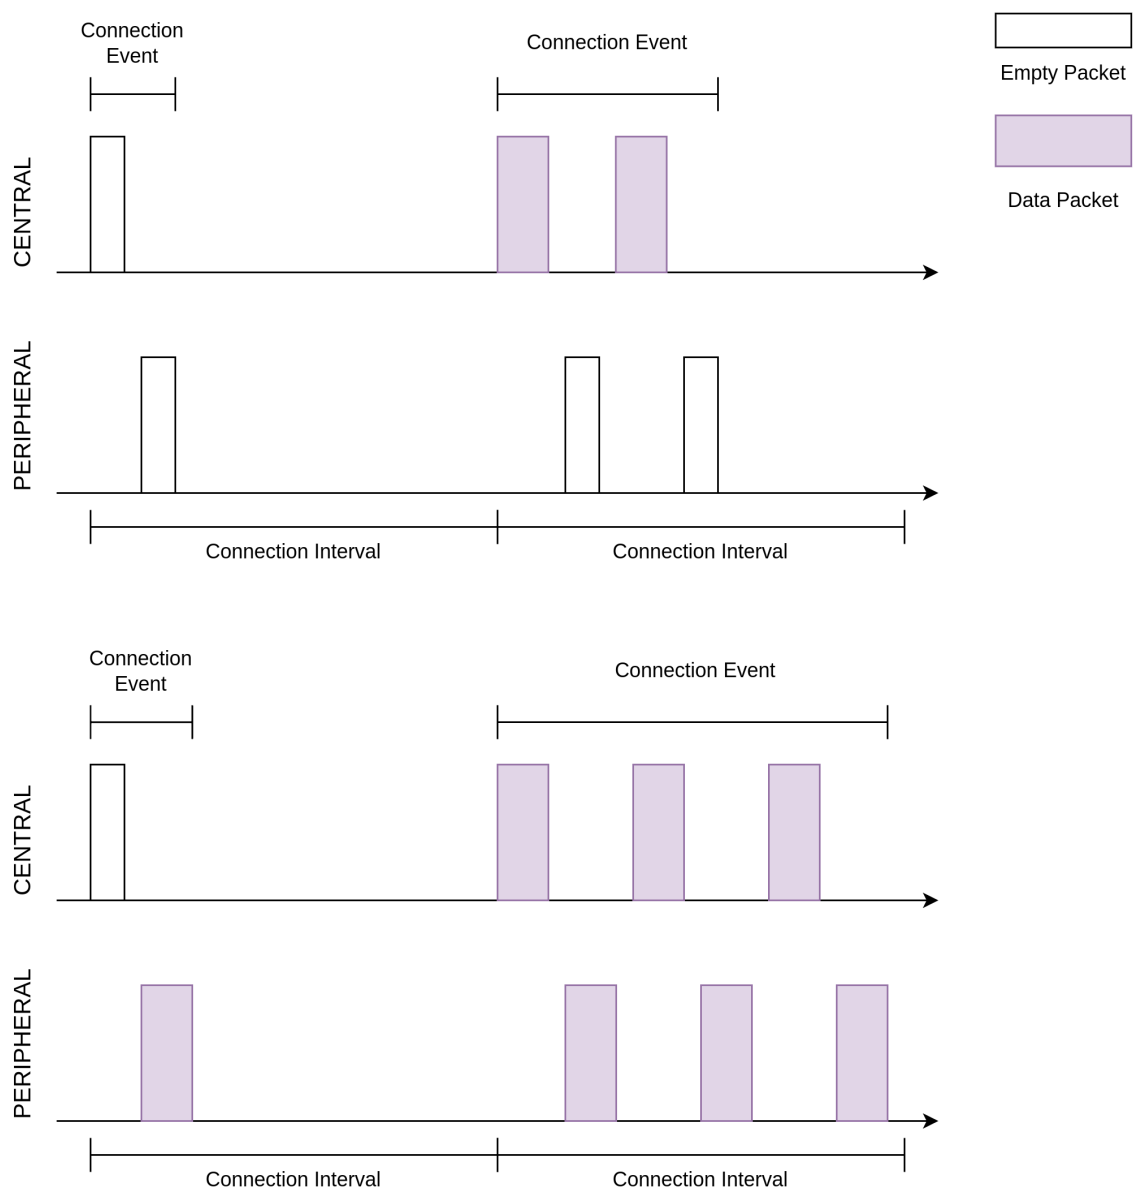 Connection
Event
Connection Event
Empty Packet
Data Packet
CENTRAL
PERIPHERAL
Connection Interval
Connection Interval
Connection
Event
Connection Event
CENTRAL
PERIPHERAL
Connection Interval
Connection Interval